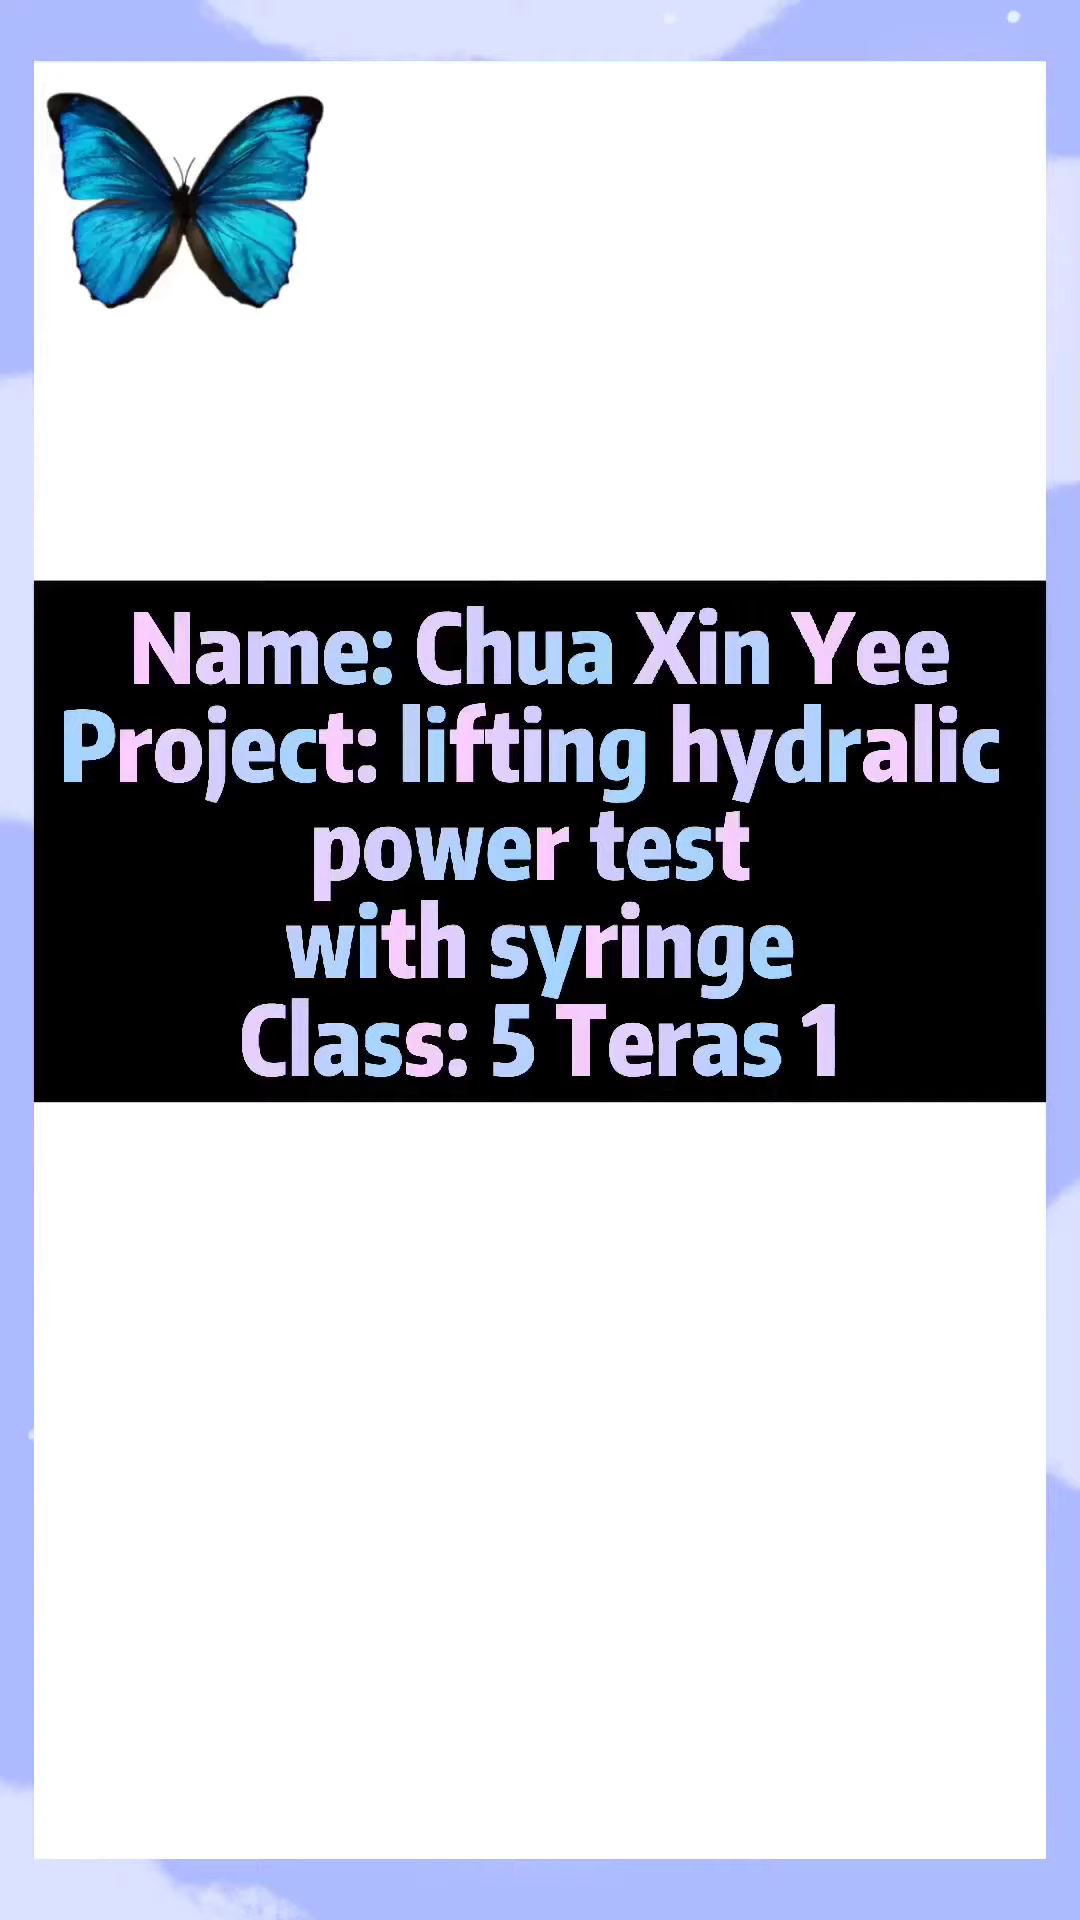 Name: Chua Xin Yee
Project: lifting hydralic
power test
with syringe
Class: 5 Teras 1